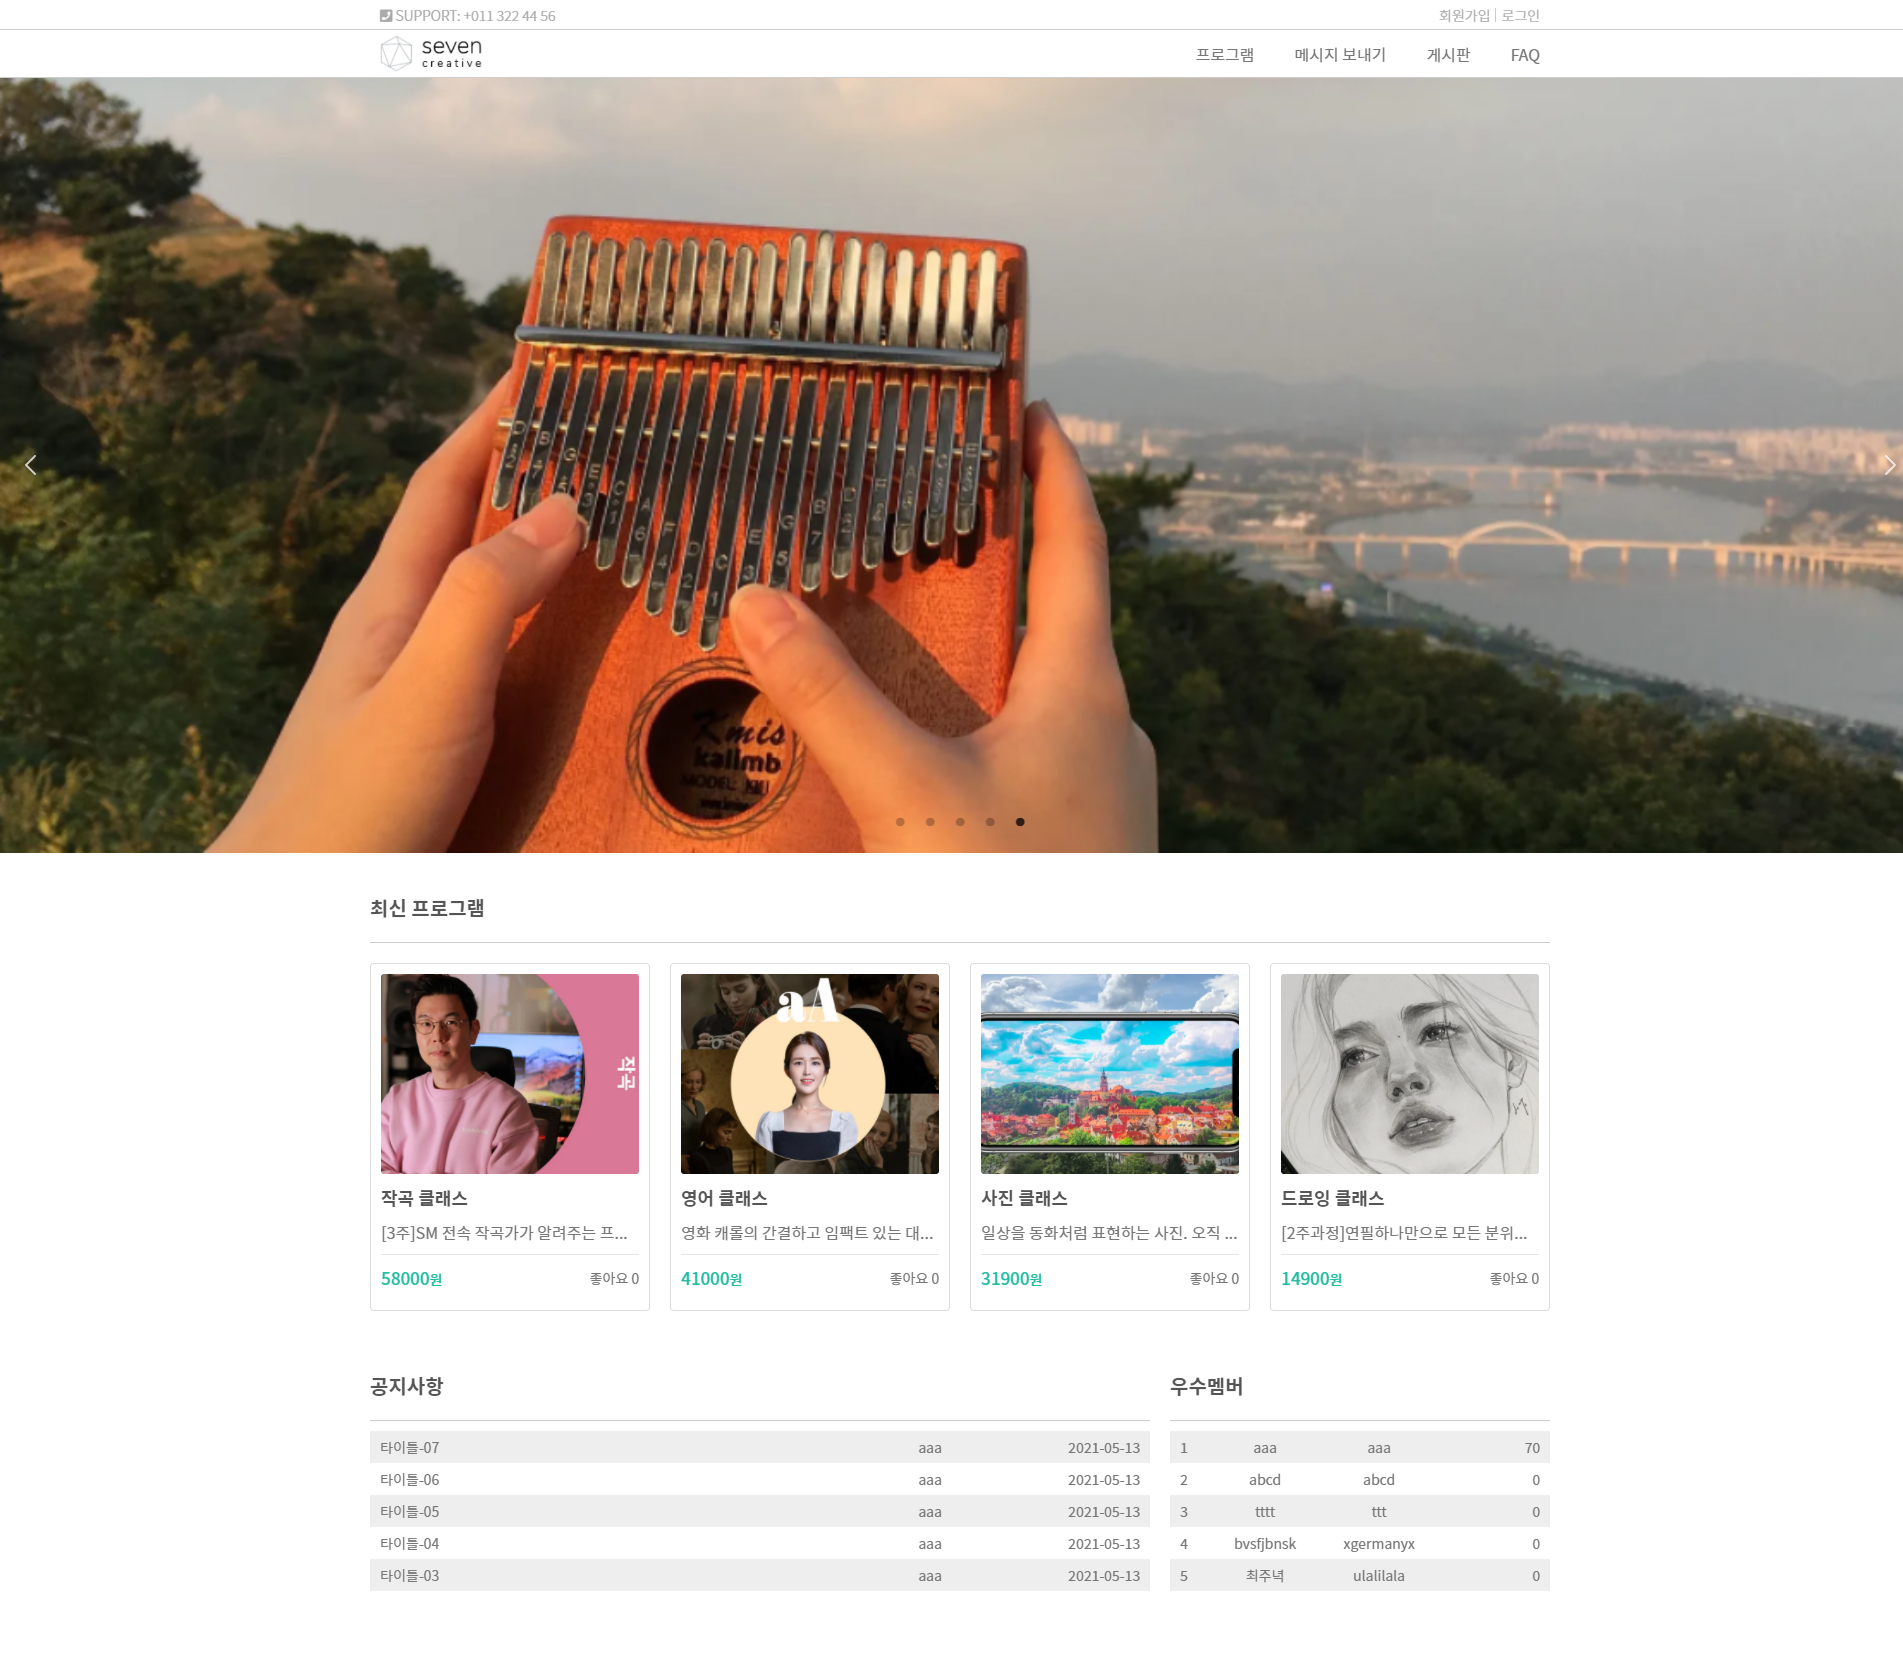 SUPPORT: +011 322 44 56
회원가입 | 로그인
seven
creative
프로그램 메시지 보내기 게시판 FAQ
Kmis
kalimb
MODEL:
최신 프로그램
작곡
aA
작곡 클래스
[3주]SM 전속 작곡가가 알려주는 프...
58000원 좋아요 0
영어 클래스
영화 캐롤의 간결하고 임팩트 있는 대...
41000원 좋아요 0
사진 클래스
일상을 동화처럼 표현하는 사진. 오직 ...
31900원 좋아요 0
드로잉 클래스
[2주과정]연필하나만으로 모든 분위...
14900원 좋아요 0
공지사항
타이틀-07 aaa 2021-05-13
타이틀-06 aaa 2021-05-13
타이틀-05 aaa 2021-05-13
타이틀-04 aaa 2021-05-13
타이틀-03 aaa 2021-05-13
우수멤버
1 aaa aaa 70
2 abcd abcd 0
3 tttt ttt 0
4 bvsfjbnsk xgermanyx 0
5 최주녁 ulalilala 0